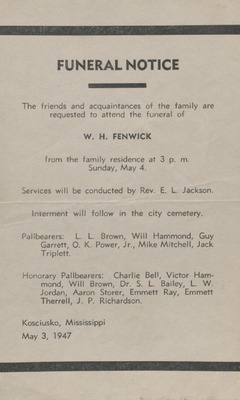 FUNERAL NOTICE
The friends and acquaintances of the family are
requested to attend the funeral of
W. H. FENWICK
from the family residence at 3 p. m.
Sunday, May 4.
Services will be conducted by Rev. E. L. Jackson.
Interment will follow in the city cemetery.
Pallbearers: L. L. Brown, Will Hammond, Guy
Garrett, O. K. Power, Jr., Mike Mitchell, Jack
Triplett.
Honorary Pallbearers: Charlie Bell, Victor Ham-
mond, Will Brown, Dr. S. L. Bailey, L. W.
Jordan, Aaron Storer, Emmett Ray, Emmett
Therrell, J. P. Richardson.
Kosciusko, Mississippi
May 3, 1947